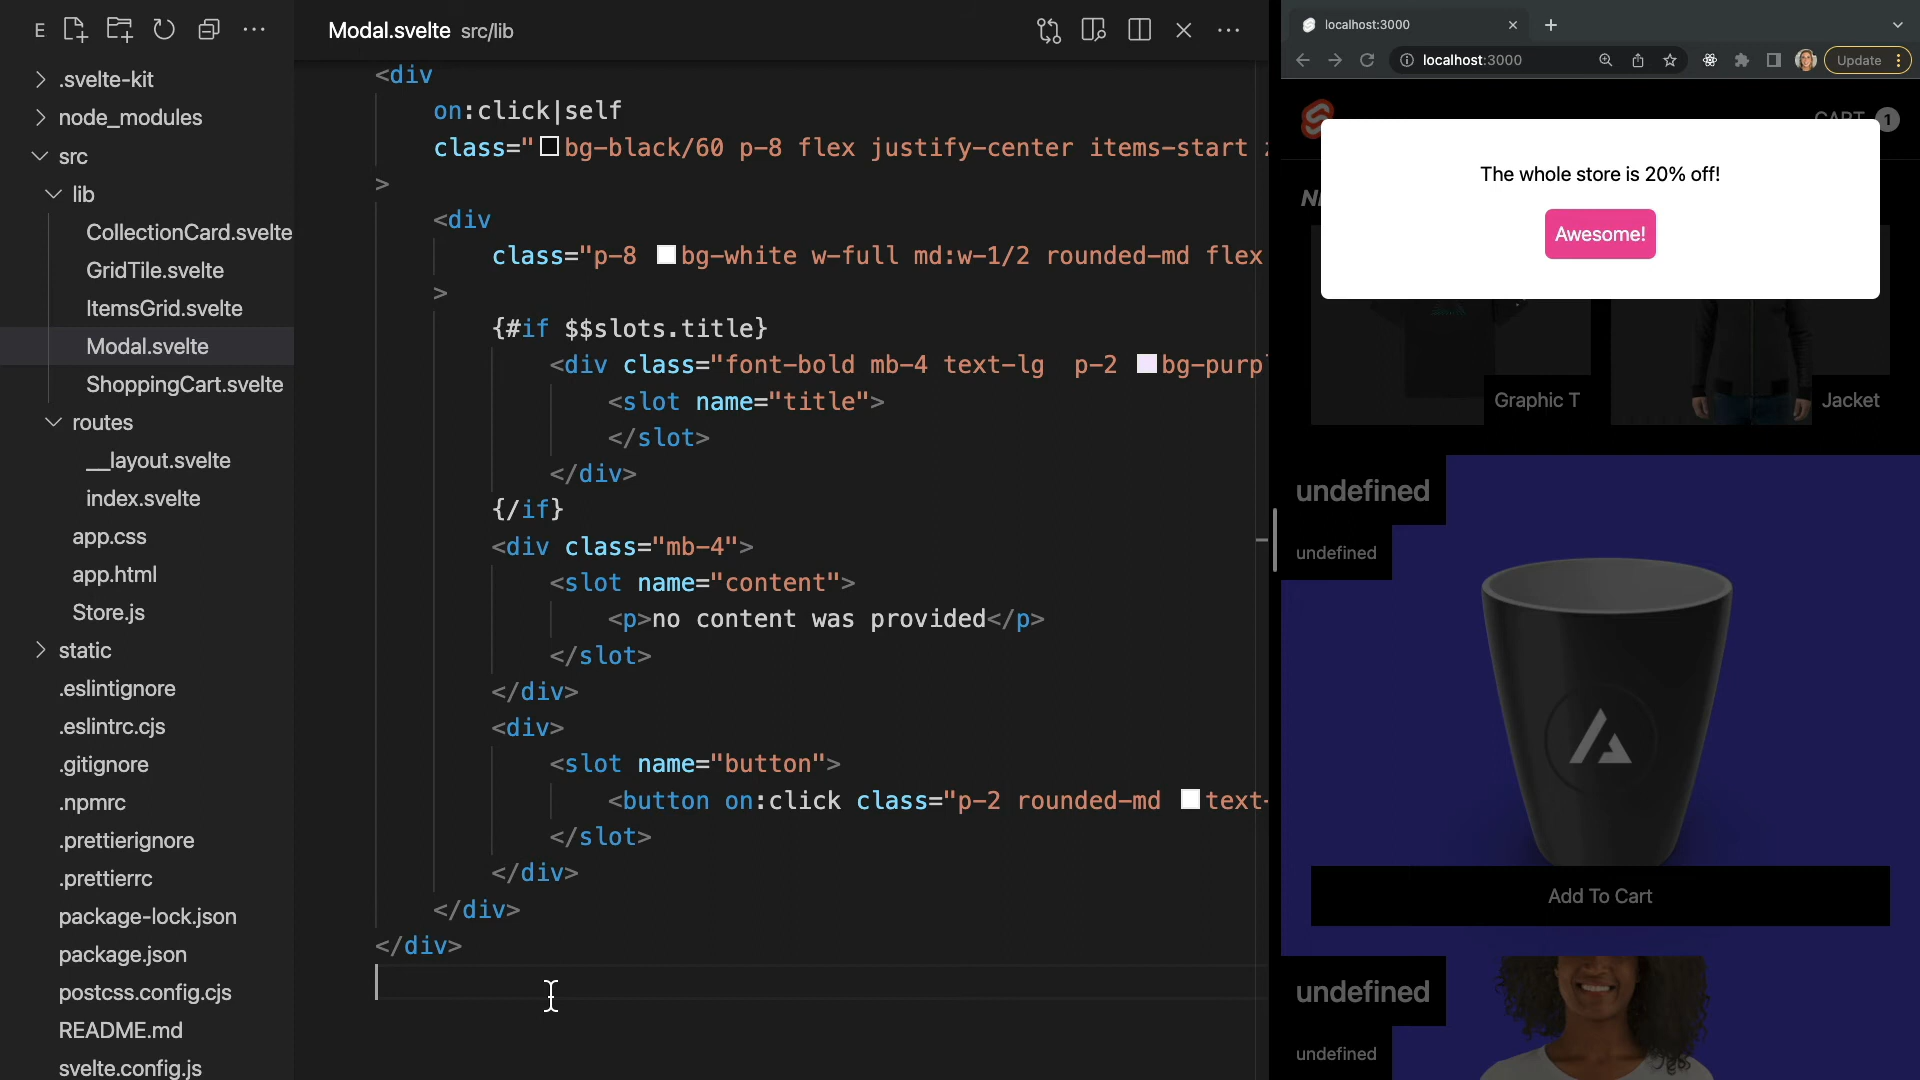 E
.svelte-kit
node_modules
src
lib
CollectionCard.svelte
GridTile.svelte
ItemsGrid.svelte
Modal.svelte
ShoppingCart.svelte
routes
__layout.svelte
index.svelte
app.css
app.html
Store.js
static
.eslintignore
.eslintrc.cjs
.gitignore
.npmrc
.prettierignore
.prettierrc
package-lock.json
package.json
postcss.config.cjs
README.md
svelte.config.js
Modal.svelte src/lib
<div
on:click|self
class="bg-black/60 p-8 flex justify-center items-start
>
<div
class="p-8 bg-white w-full md:w-1/2 rounded-md flex
>
{#if $$slots.title}
<div class="font-bold mb-4 text-lg  p-2 bg-purp
<slot name="title">
</slot>
</div>
{/if}
<div class="mb-4">
<slot name="content">
<p>no content was provided</p>
</slot>
</div>
<div>
<slot name="button">
<button on:click class="p-2 rounded-md text-
</slot>
</div>
</div>
</div>
localhost:3000
localhost:3000
Update
CART 1
The whole store is 20% off!
Awesome!
Graphic T
Jacket
undefined
undefined
Add To Cart
undefined
undefined